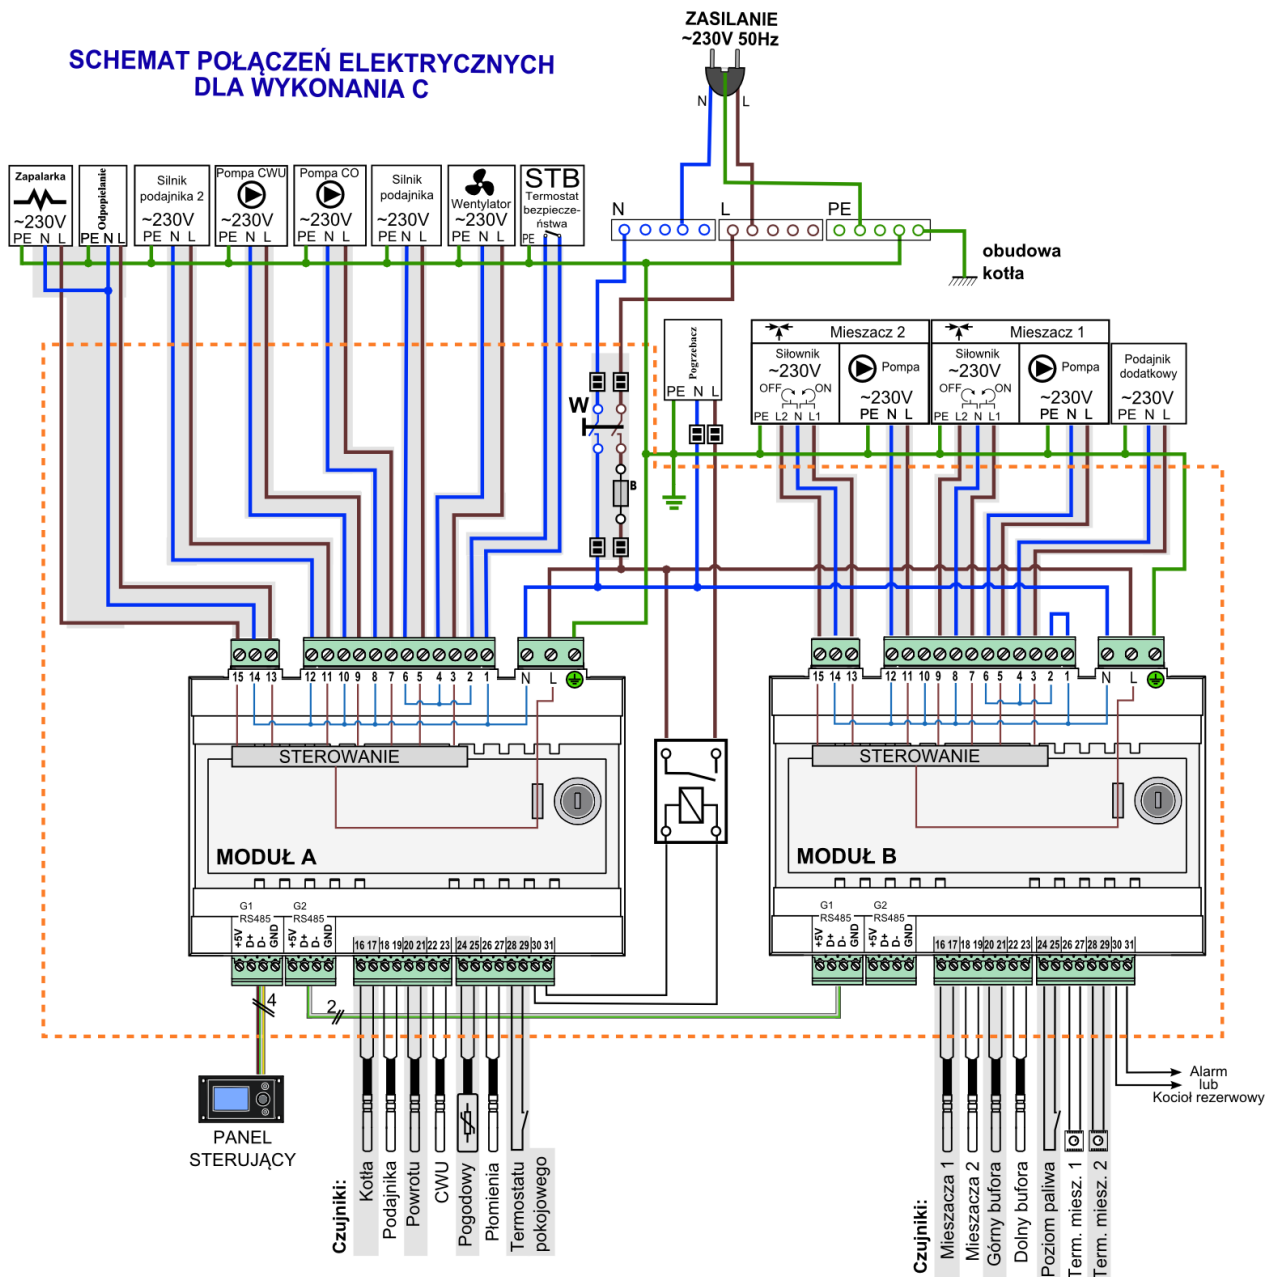 ZASILANIE
~230V 50Hz
SCHEMAT POŁĄCZEŃ ELEKTRYCZNYCH
DLA WYKONANIA C
N
L
Zapalarka
~230V
PE N L
Odpopielanie
PE N L
Silnik
podajnika 2
~230V
PE N L
Pompa CWU
~230V
PE N L
Pompa CO
~230V
PE N L
Silnik
podajnika
~230V
PE N L
Wentylator
~230V
PE N L
STB
Termostat
bezpiecze-
ństwa
PE
N
L
PE
obudowa
kotła
Pogrzebacz
PE N L
Mieszacz 2
Siłownik
~230V
OFF ON
PE L2 N L1
Pompa
~230V
PE N L
Mieszacz 1
Siłownik
~230V
OFF ON
PE L2 N L1
Pompa
~230V
PE N L
Podajnik
dodatkowy
~230V
PE N L
W
B
15 14 13
12 11 10 9 8 7 6 5 4 3 2 1
N L
15 14 13
12 11 10 9 8 7 6 5 4 3 2 1
N L
STEROWANIE
STEROWANIE
MODUŁ A
MODUŁ B
G1
RS485
+5V
D+
D-
GND
G2
RS485
+5V
D+
D-
GND
16 17 18 19 20 21 22 23
24 25 26 27 28 29 30 31
G1
RS485
+5V
D+
D-
GND
G2
RS485
+5V
D+
D-
GND
16 17 18 19 20 21 22 23
24 25 26 27 28 29 30 31
4
2
PANEL
STERUJĄCY
Czujniki:
Kotła
Podajnika
Powrotu
CWU
Pogodowy
Płomienia
Termostatu
pokojowego
Czujniki:
Mieszacza 1
Mieszacza 2
Górny bufora
Dolny bufora
Poziom paliwa
Term. miesz. 1
Term. miesz. 2
Alarm
lub
Kocioł rezerwowy